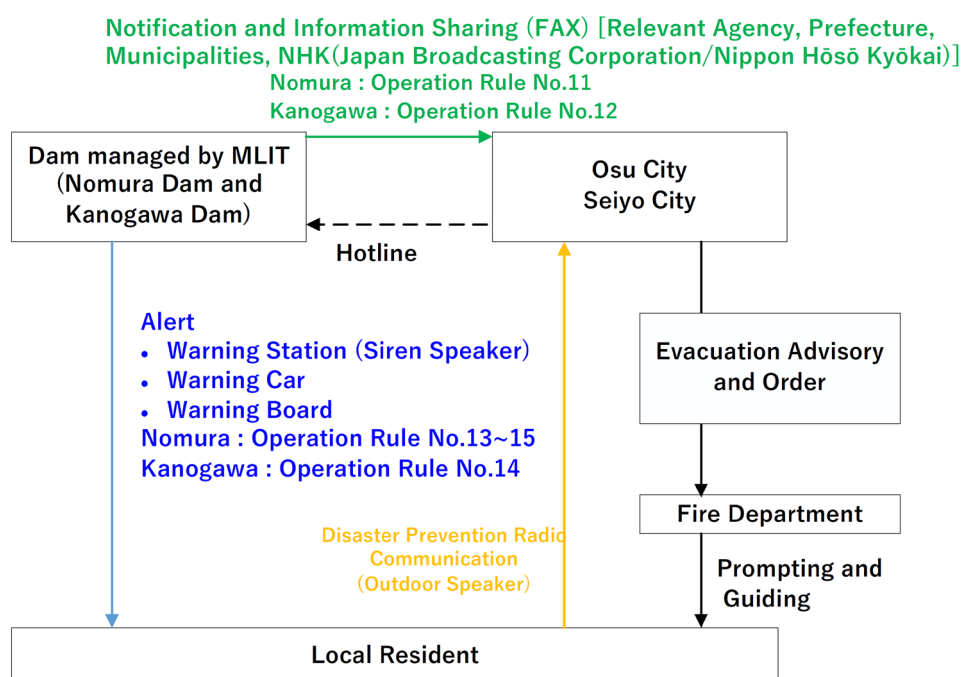 Notification and Information Sharing (FAX) [Relevant Agency, Prefecture,
Municipalities, NHK(Japan Broadcasting Corporation/Nippon Hōsō Kyōkai)]
Nomura : Operation Rule No.11
Kanogawa : Operation Rule No.12
Dam managed by MLIT
(Nomura Dam and
Kanogawa Dam)
Osu City
Seiyo City
Hotline
Alert
• Warning Station (Siren Speaker)
• Warning Car
• Warning Board
Nomura : Operation Rule No.13~15
Kanogawa : Operation Rule No.14
Evacuation Advisory
and Order
Fire Department
Disaster Prevention Radio
Communication
(Outdoor Speaker)
Prompting and
Guiding
Local Resident